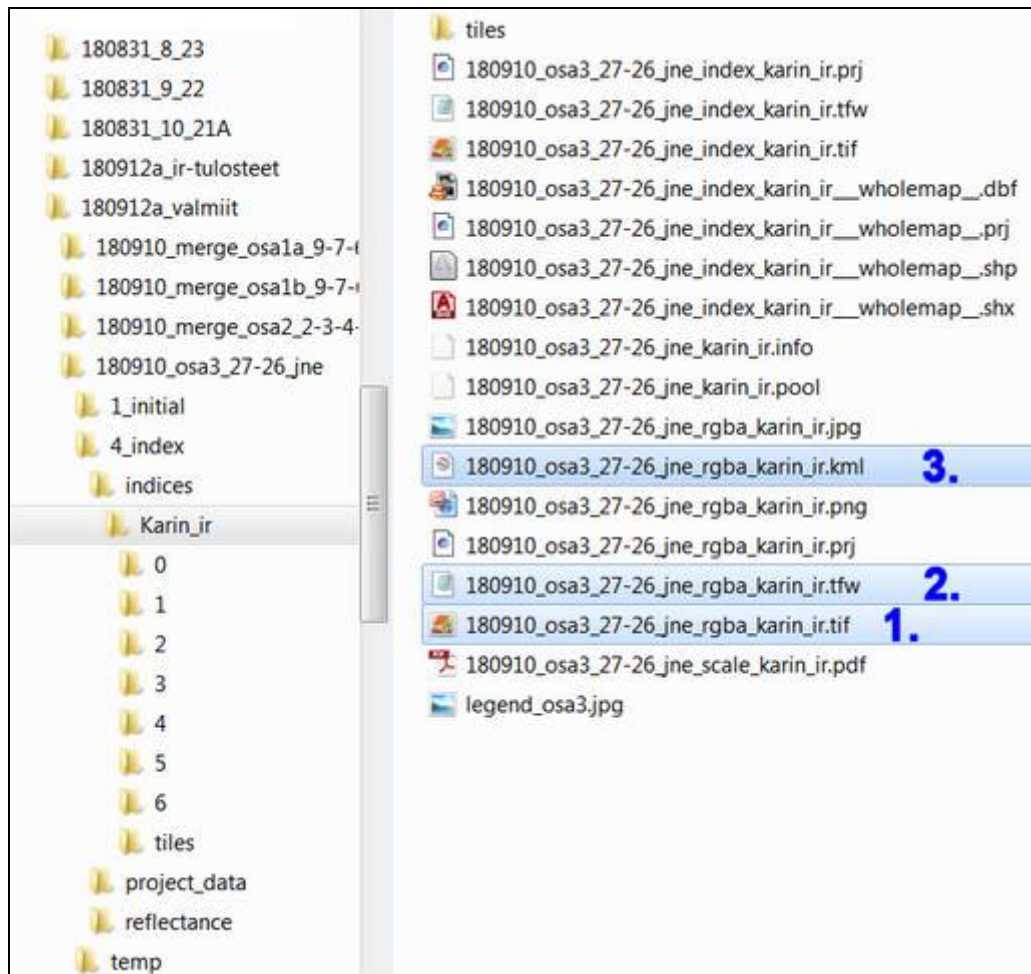 180831_8_23
180831_9_22
180831_10_21A
180912a_ir-tulosteet
180912a_valmiit
180910_merge_osa1a_9-7-6
180910_merge_osa1b_9-7-
180910_merge_osa2_2-3-4-
180910_osa3_27-26_jne
1_initial
4_index
indices
Karin_ir
0
1
2
3
4
5
6
tiles
project_data
reflectance
temp
tiles
180910_osa3_27-26_jne_index_karin_ir.prj
180910_osa3_27-26_jne_index_karin_ir.tfw
180910_osa3_27-26_jne_index_karin_ir.tif
180910_osa3_27-26_jne_index_karin_ir__wholemap__.dbf
180910_osa3_27-26_jne_index_karin_ir__wholemap__.prj
180910_osa3_27-26_jne_index_karin_ir__wholemap__.shp
180910_osa3_27-26_jne_index_karin_ir__wholemap__.shx
180910_osa3_27-26_jne_karin_ir.info
180910_osa3_27-26_jne_karin_ir.pool
180910_osa3_27-26_jne_rgba_karin_ir.jpg
180910_osa3_27-26_jne_rgba_karin_ir.kml 3.
180910_osa3_27-26_jne_rgba_karin_ir.png
180910_osa3_27-26_jne_rgba_karin_ir.prj
180910_osa3_27-26_jne_rgba_karin_ir.tfw 2.
180910_osa3_27-26_jne_rgba_karin_ir.tif 1.
180910_osa3_27-26_jne_scale_karin_ir.pdf
legend_osa3.jpg